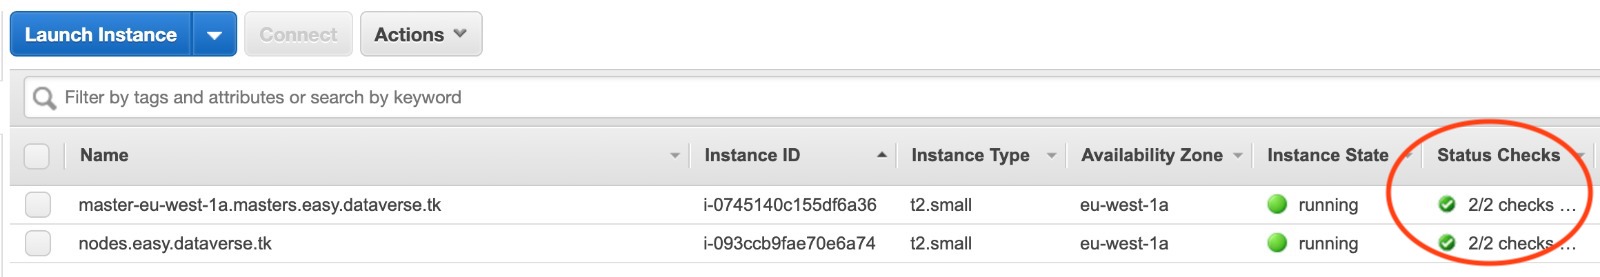 Launch Instance Connect Actions
Filter by tags and attributes or search by keyword
Name Instance ID Instance Type Availability Zone Instance State Status Checks
master-eu-west-1a.masters.easy.dataverse.tk i-0745140c155df6a36 t2.small eu-west-1a running 2/2 checks ...
nodes.easy.dataverse.tk i-093ccb9fae70e6a74 t2.small eu-west-1a running 2/2 checks ...